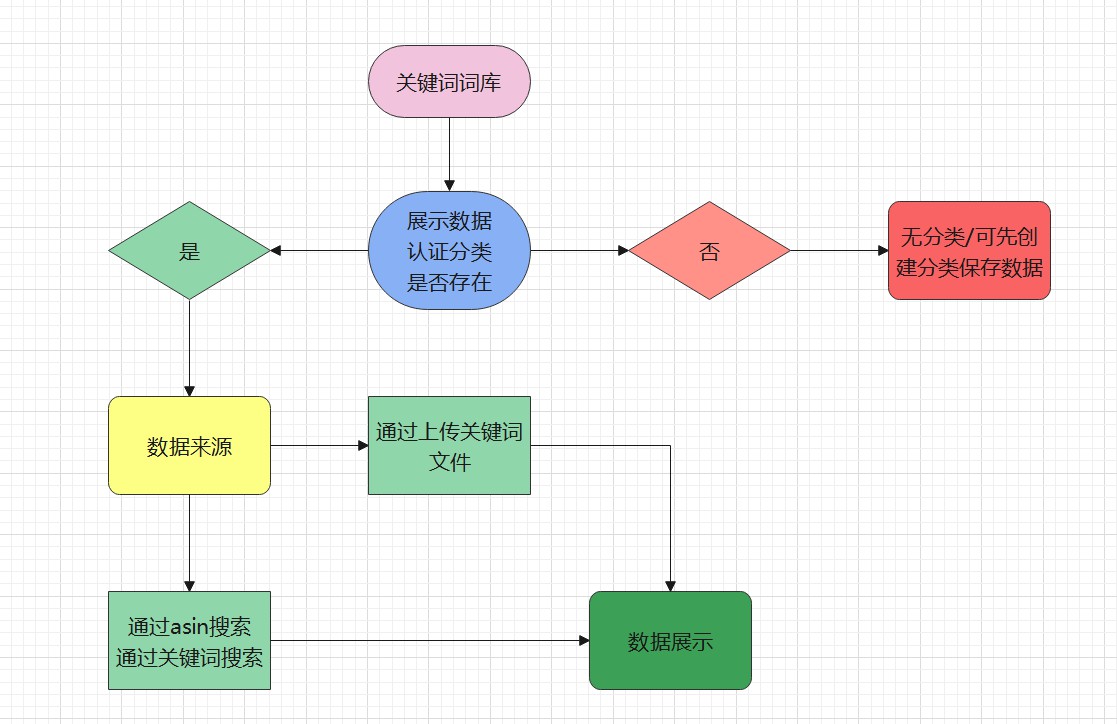 关键词词库
展示数据
认证分类
是否存在
是
否
无分类/可先创
建分类保存数据
数据来源
通过上传关键词
文件
通过asin搜索
通过关键词搜索
数据展示